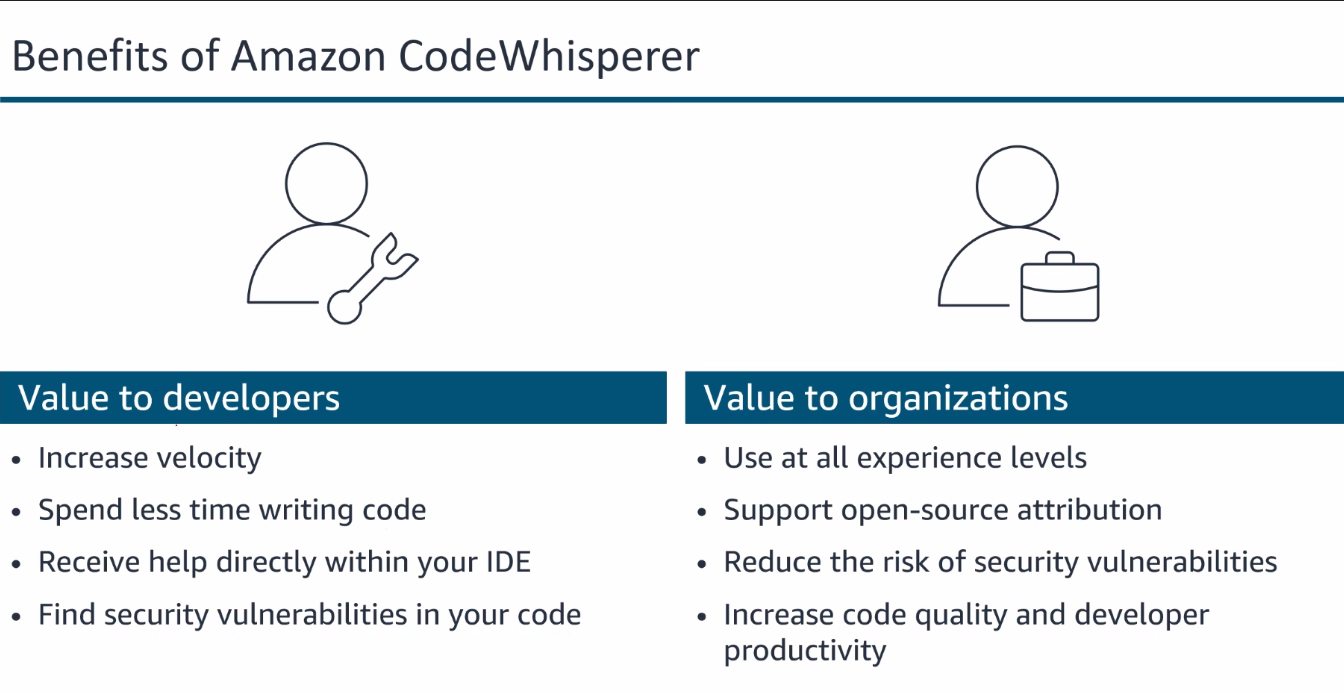 Benefits of Amazon CodeWhisperer
Value to developers
• Increase velocity
• Spend less time writing code
• Receive help directly within your IDE
• Find security vulnerabilities in your code
Value to organizations
• Use at all experience levels
• Support open-source attribution
• Reduce the risk of security vulnerabilities
• Increase code quality and developer
productivity